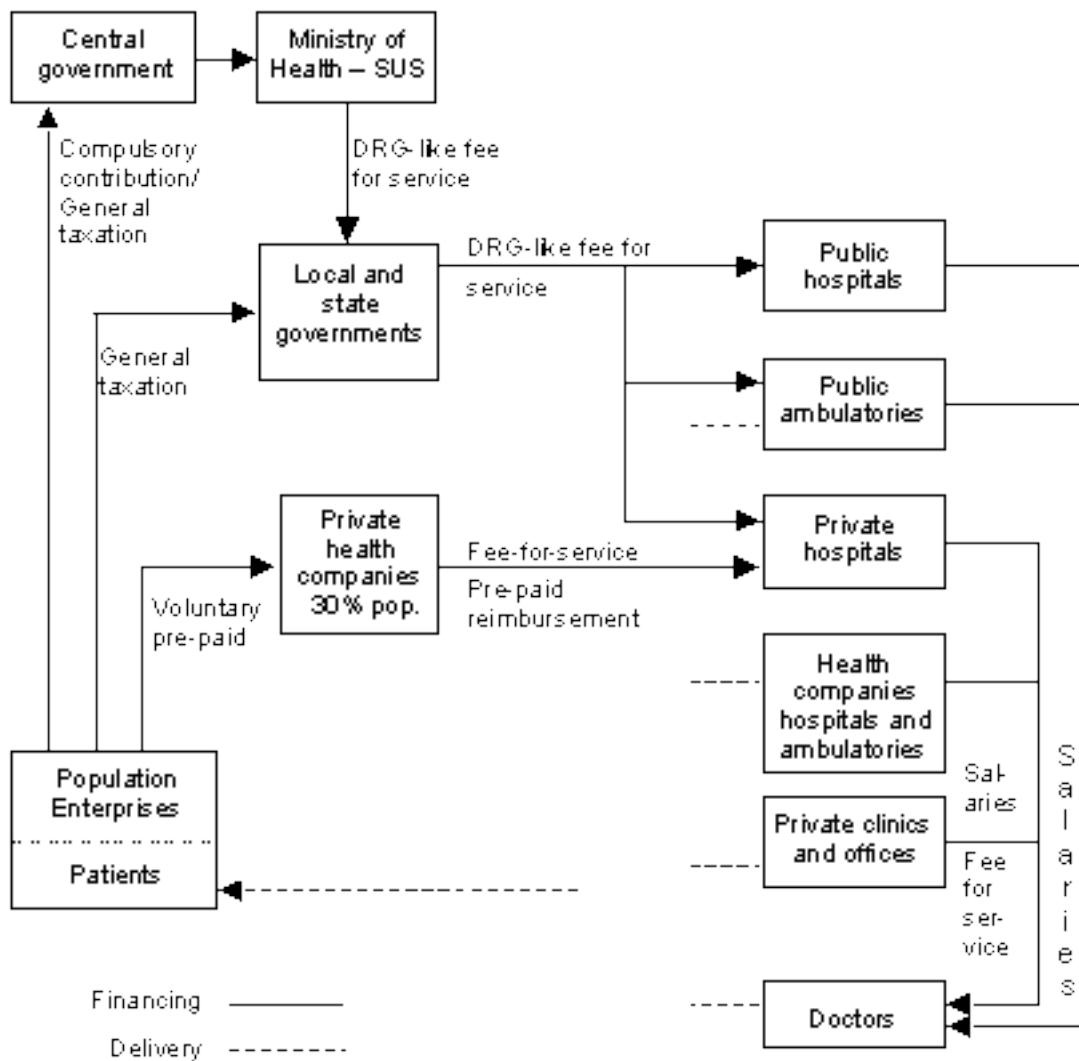 Central
government
Ministry of
Health – SUS
Compulsory
contribution/
General
taxation
DRG-like fee
for service
Local and
state
governments
DRG-like fee for
service
Public
hospitals
General
taxation
Public
ambulatories
Private
health
companies
30% pop.
Fee-for-service
Pre-paid
reimbursement
Private
hospitals
Voluntary
pre-paid
Health
companies
hospitals and
ambulatories
Population
Enterprises
Patients
Private clinics
and offices
Sal-
aries
Fee
for
ser-
vice
Salaries
Doctors
Financing
Delivery